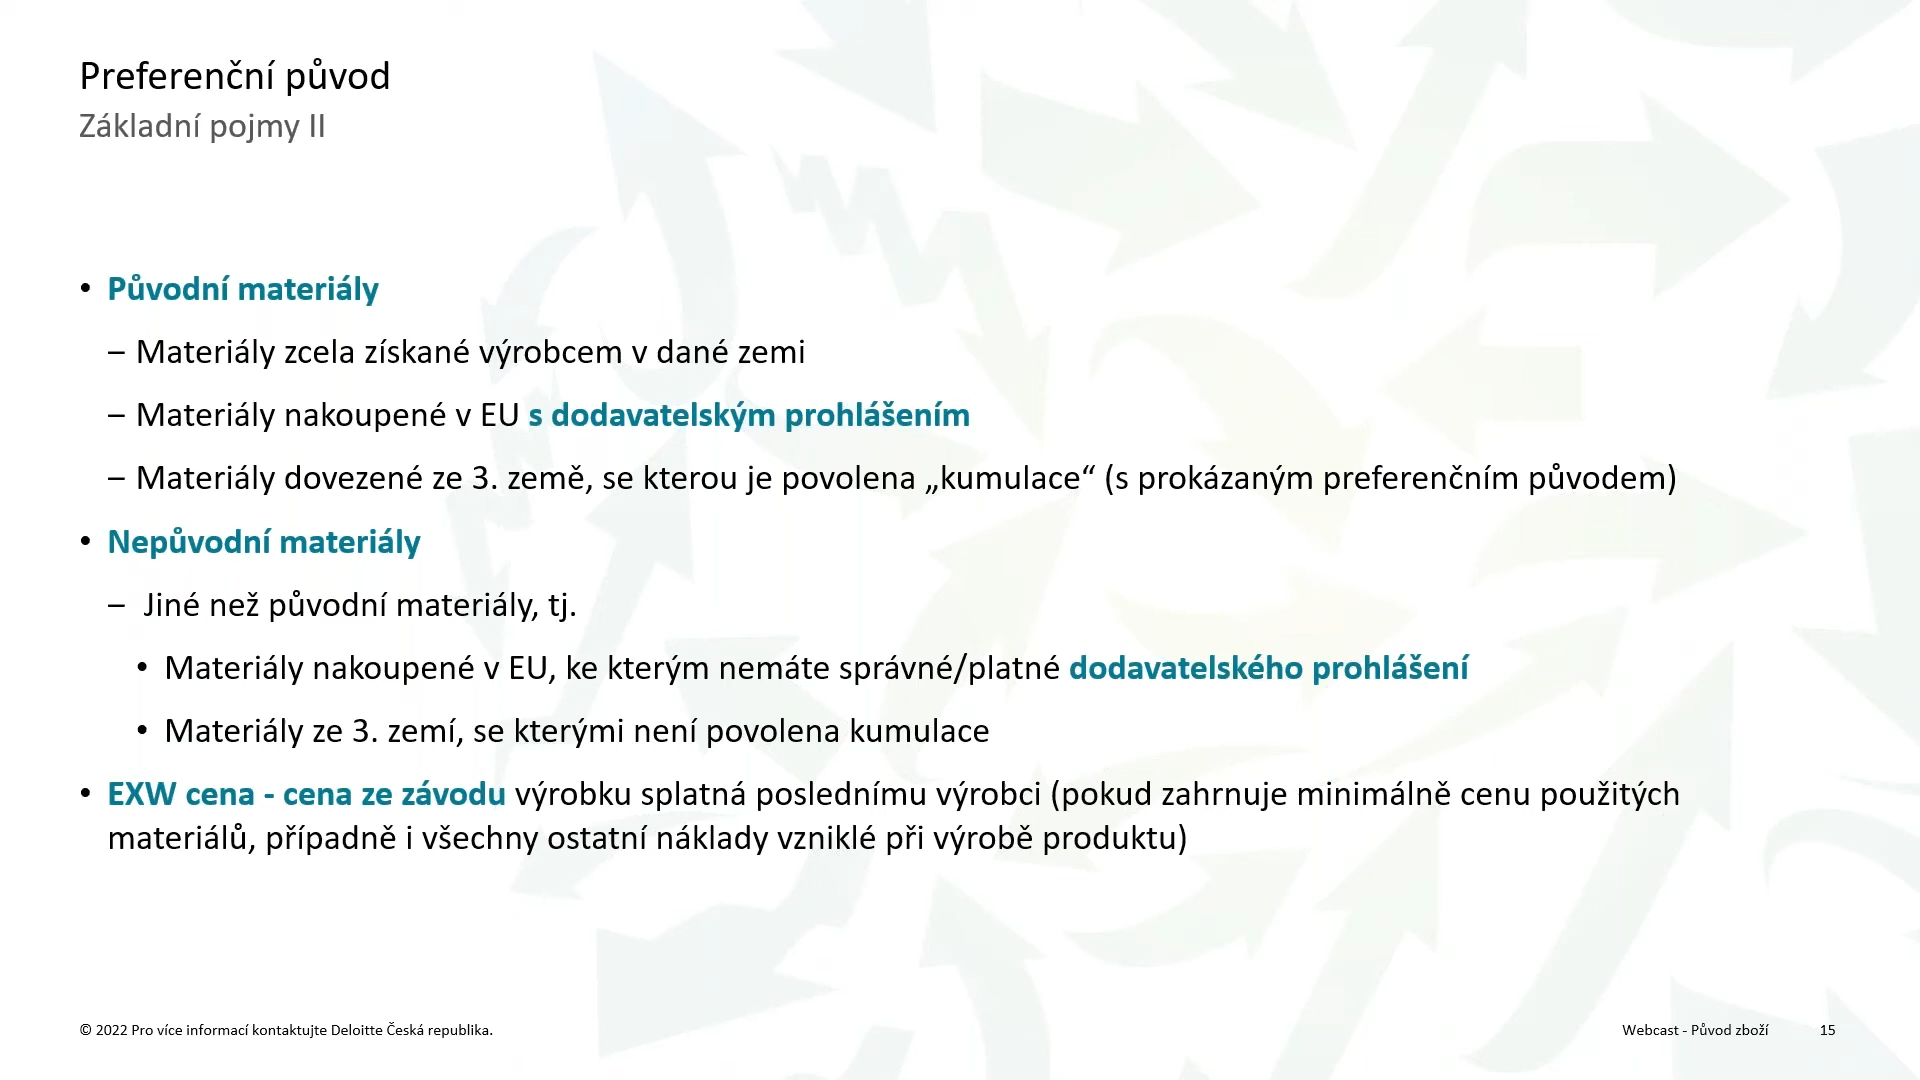 Preferenční původ
Základní pojmy II
• Původní materiály
– Materiály zcela získané výrobcem v dané zemi
– Materiály nakoupené v EU s dodavatelským prohlášením
– Materiály dovezené ze 3. země, se kterou je povolena „kumulace“ (s prokázaným preferenčním původem)
• Nepůvodní materiály
– Jiné než původní materiály, tj.
• Materiály nakoupené v EU, ke kterým nemáte správné/platné dodavatelského prohlášení
• Materiály ze 3. zemí, se kterými není povolena kumulace
• EXW cena - cena ze závodu výrobku splatná poslednímu výrobci (pokud zahrnuje minimálně cenu použitých
materiálů, případně i všechny ostatní náklady vzniklé při výrobě produktu)
© 2022 Pro více informací kontaktujte Deloitte Česká republika.
Webcast - Původ zboží 15